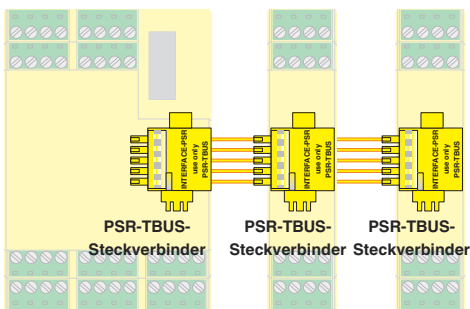 INTERFACE-PSR
use only
PSR-TBUS
INTERFACE-PSR
use only
PSR-TBUS
INTERFACE-PSR
use only
PSR-TBUS
PSR-TBUS-
Steckverbinder
PSR-TBUS-
Steckverbinder
PSR-TBUS-
Steckverbinder